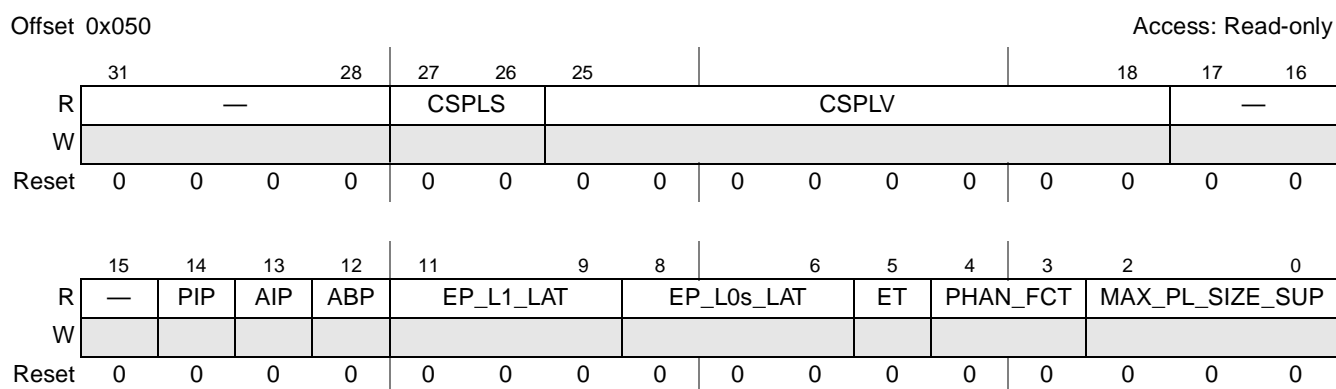 Offset 0x050 Access: Read-only
31 28 27 26 25 18 17 16
R — CSPLS CSPLV —
W
Reset 0 0 0 0 0 0 0 0 0 0 0 0 0 0 0 0
15 14 13 12 11 9 8 6 5 4 3 2 0
R — PIP AIP ABP EP_L1_LAT EP_L0s_LAT ET PHAN_FCT MAX_PL_SIZE_SUP
W
Reset 0 0 0 0 0 0 0 0 0 0 0 0 0 0 0 0